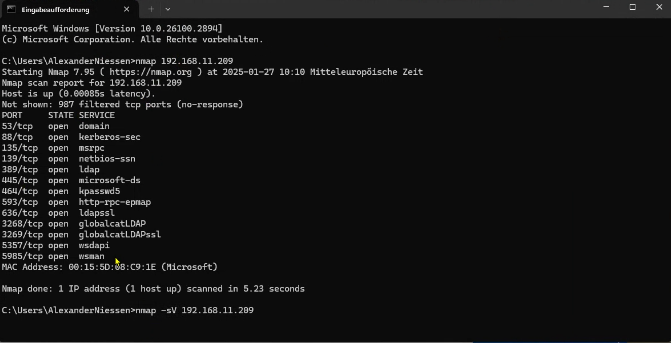 Eingabeaufforderung
Microsoft Windows [Version 10.0.26100.2894]
(c) Microsoft Corporation. Alle Rechte vorbehalten.
C:\Users\AlexanderNiessen>nmap 192.168.11.209
Starting Nmap 7.95 ( https://nmap.org ) at 2025-01-27 10:10 Mitteleuropõische Zeit
Nmap scan report for 192.168.11.209
Host is up (0.00085s latency).
Not shown: 987 filtered tcp ports (no-response)
PORT     STATE SERVICE
53/tcp   open  domain
88/tcp   open  kerberos-sec
135/tcp  open  msrpc
139/tcp  open  netbios-ssn
389/tcp  open  ldap
445/tcp  open  microsoft-ds
464/tcp  open  kpasswd5
593/tcp  open  http-rpc-epmap
636/tcp  open  ldapssl
3268/tcp open  globalcatLDAP
3269/tcp open  globalcatLDAPssl
5357/tcp open  wsdapi
5985/tcp open  wsman
MAC Address: 00:15:5D:08:C9:1E (Microsoft)
Nmap done: 1 IP address (1 host up) scanned in 5.23 seconds
C:\Users\AlexanderNiessen>nmap -sV 192.168.11.209